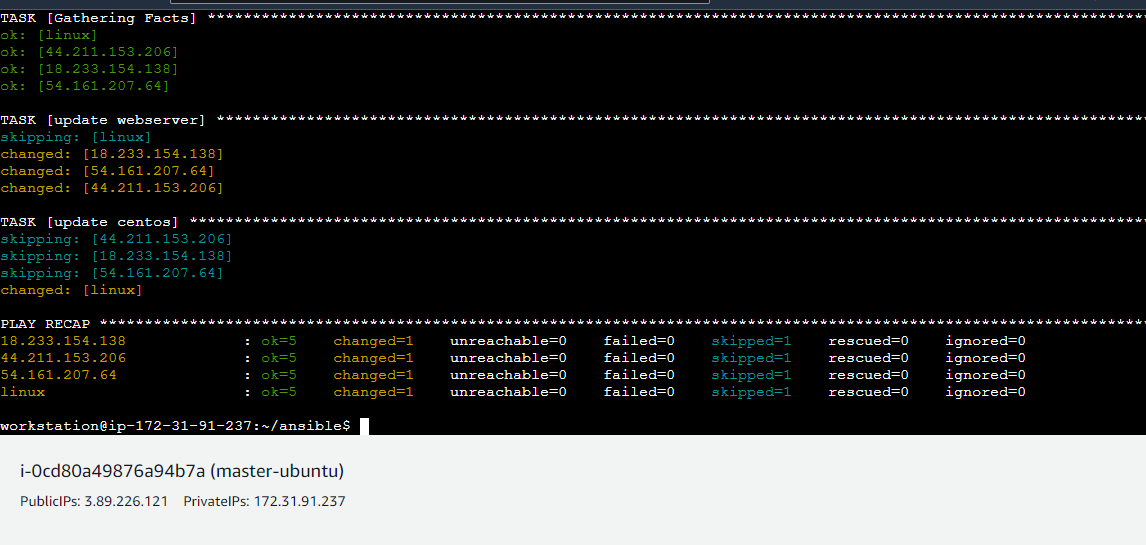 TASK [Gathering Facts] ********************************************************************************************************
ok: [linux]
ok: [44.211.153.206]
ok: [18.233.154.138]
ok: [54.161.207.64]
TASK [update webserver] *******************************************************************************************************
skipping: [linux]
changed: [18.233.154.138]
changed: [54.161.207.64]
changed: [44.211.153.206]
TASK [update centos] **********************************************************************************************************
skipping: [44.211.153.206]
skipping: [18.233.154.138]
skipping: [54.161.207.64]
changed: [linux]
PLAY RECAP ********************************************************************************************************************
18.233.154.138 : ok=5 changed=1 unreachable=0 failed=0 skipped=1 rescued=0 ignored=0
44.211.153.206 : ok=5 changed=1 unreachable=0 failed=0 skipped=1 rescued=0 ignored=0
54.161.207.64 : ok=5 changed=1 unreachable=0 failed=0 skipped=1 rescued=0 ignored=0
linux : ok=5 changed=1 unreachable=0 failed=0 skipped=1 rescued=0 ignored=0
workstation@ip-172-31-91-237:~/ansible$
i-0cd80a49876a94b7a (master-ubuntu)
PublicIPs: 3.89.226.121 PrivateIPs: 172.31.91.237